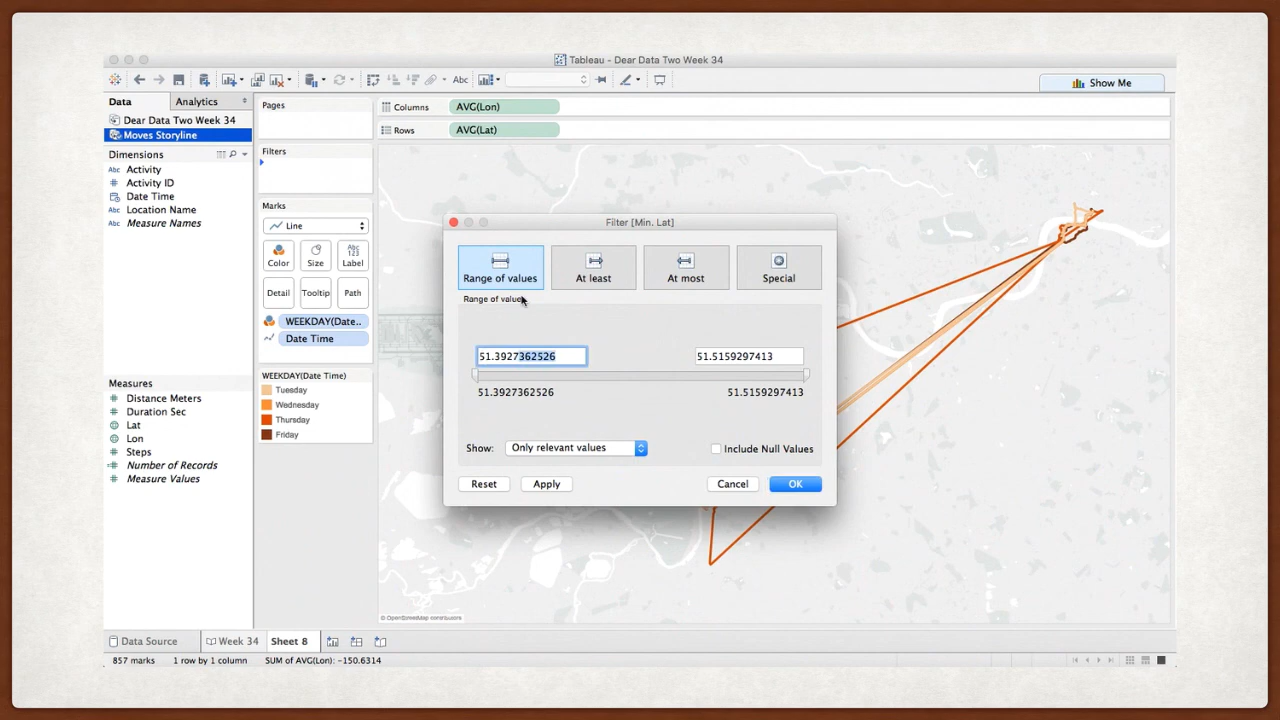 Tableau - Dear Data Two Week 34
Abc
Show Me
Data
Analytics
Dear Data Two Week 34
Moves Storyline
Dimensions
Abc Activity
# Activity ID
Date Time
Abc Location Name
Abc Measure Names
Measures
# Distance Meters
# Duration Sec
Lat
Lon
# Steps
# Number of Records
# Measure Values
Pages
Filters
Marks
Line
Color
Size
Abc
123
Label
Detail
Tooltip
Path
WEEKDAY(Date..
Date Time
WEEKDAY(Date Time)
Tuesday
Wednesday
Thursday
Friday
Columns
AVG(Lon)
Rows
AVG(Lat)
Filter [Min. Lat]
Range of values
At least
At most
Special
Range of values
51.3927362526
51.5159297413
51.3927362526
51.5159297413
Show:
Only relevant values
Include Null Values
Reset
Apply
Cancel
OK
© OpenStreetMap contributors
Data Source
Week 34
Sheet 8
857 marks
1 row by 1 column
SUM of AVG(Lon): -150.6314